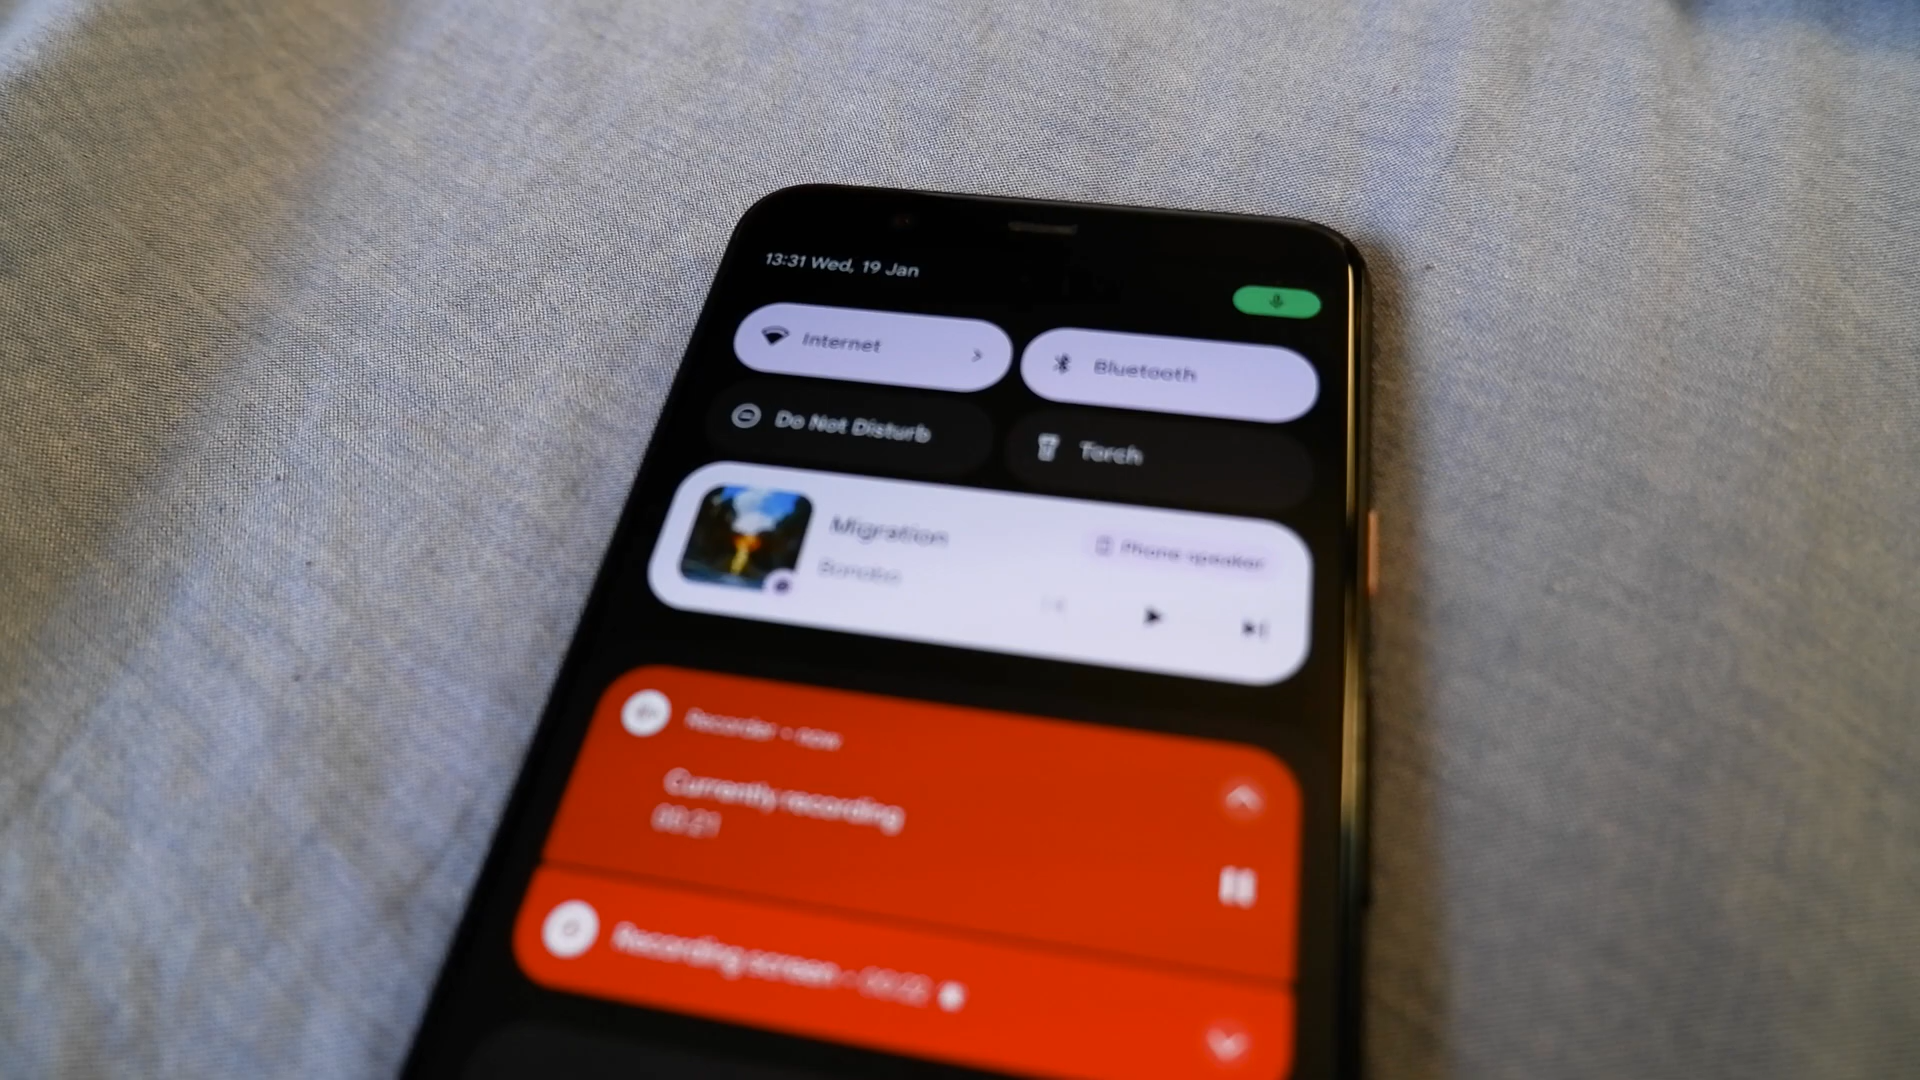 13:31 Wed, 19 Jan
Internet
Bluetooth
Do Not Disturb
Torch
Migration
Phone speaker
Bonobo
Recorder • now
Currently recording
00:21
Recording screen • 00:22